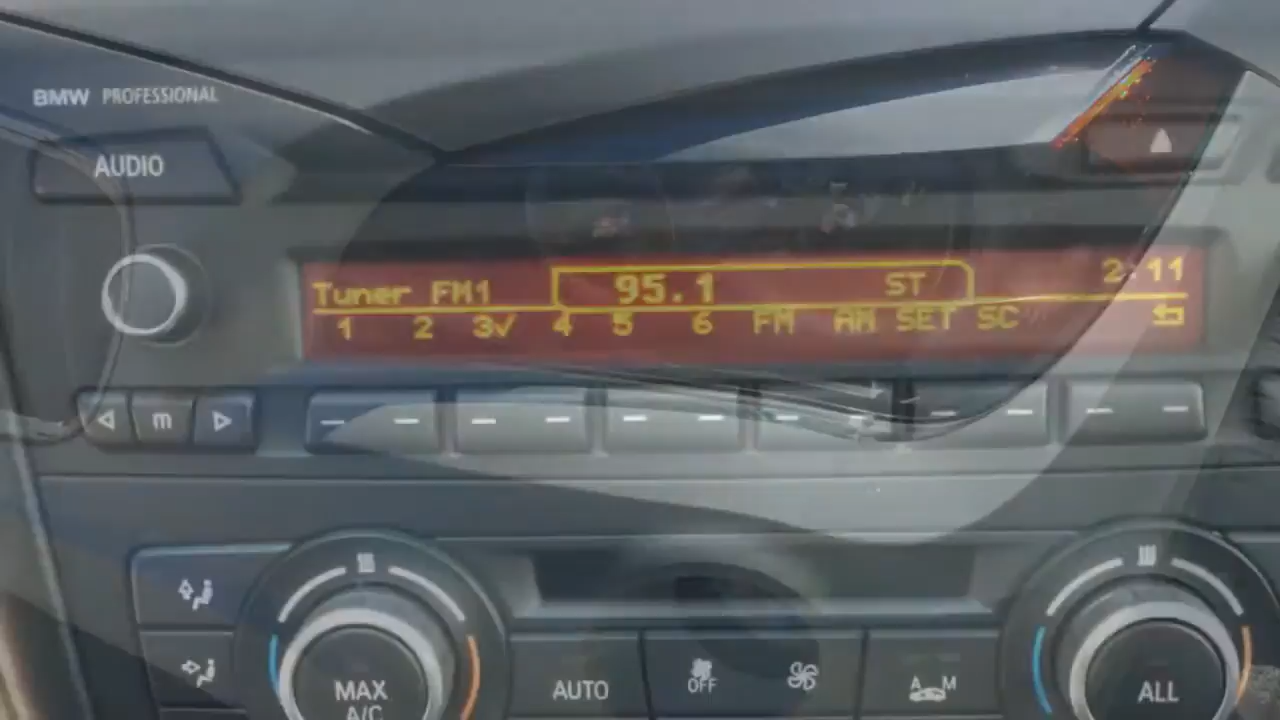 BMW PROFESSIONAL
AUDIO
Tuner FM1 95.1 ST 2:11
1 2 3✓ 4 5 6 FM AM SET SC
m
MAX A/C
AUTO
OFF
A M
ALL